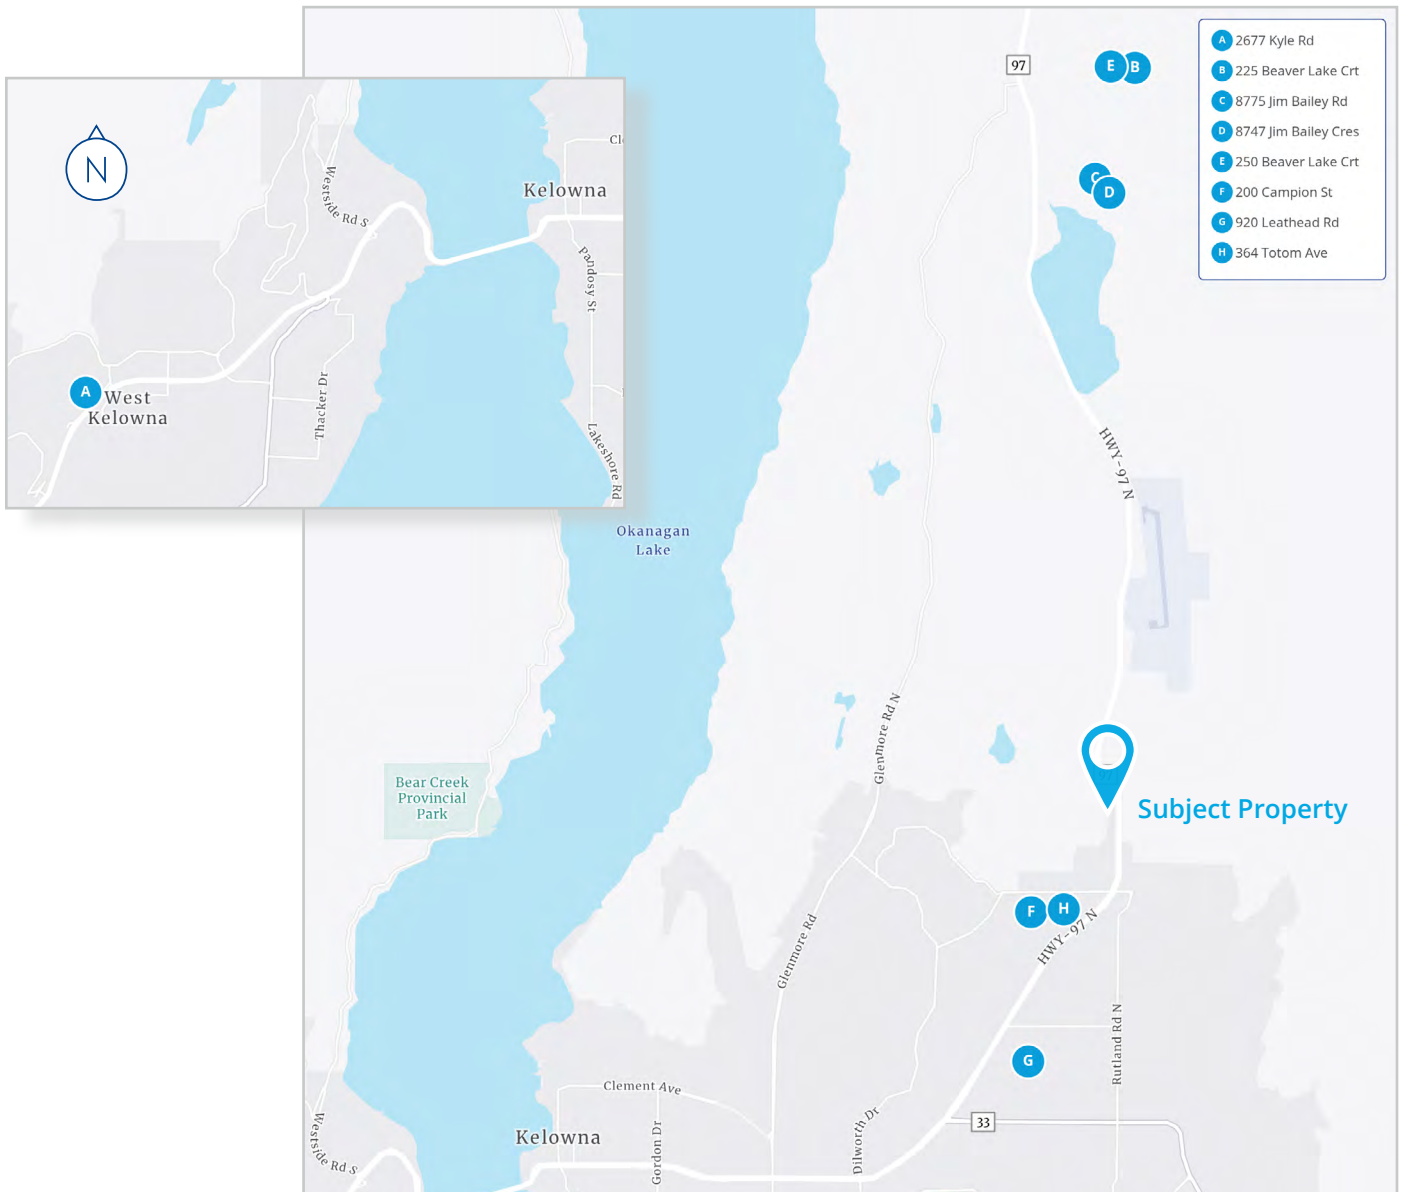 N
Westside Rd S
Kelowna
Cl
Pandosy St
Thacker Dr
A
West
Kelowna
Lakeshore Rd
97
E
B
C
D
A 2677 Kyle Rd
B 225 Beaver Lake Crt
C 8775 Jim Bailey Rd
D 8747 Jim Bailey Cres
E 250 Beaver Lake Crt
F 200 Campion St
G 920 Leathead Rd
H 364 Totom Ave
HWY-97 N
Okanagan
Lake
Glenmore Rd N
Bear Creek
Provincial
Park
Subject Property
F
H
HWY-97 N
Glenmore Rd
Rutland Rd N
G
Clement Ave
33
Westside Rd S
Kelowna
Gordon Dr
Dilworth Dr